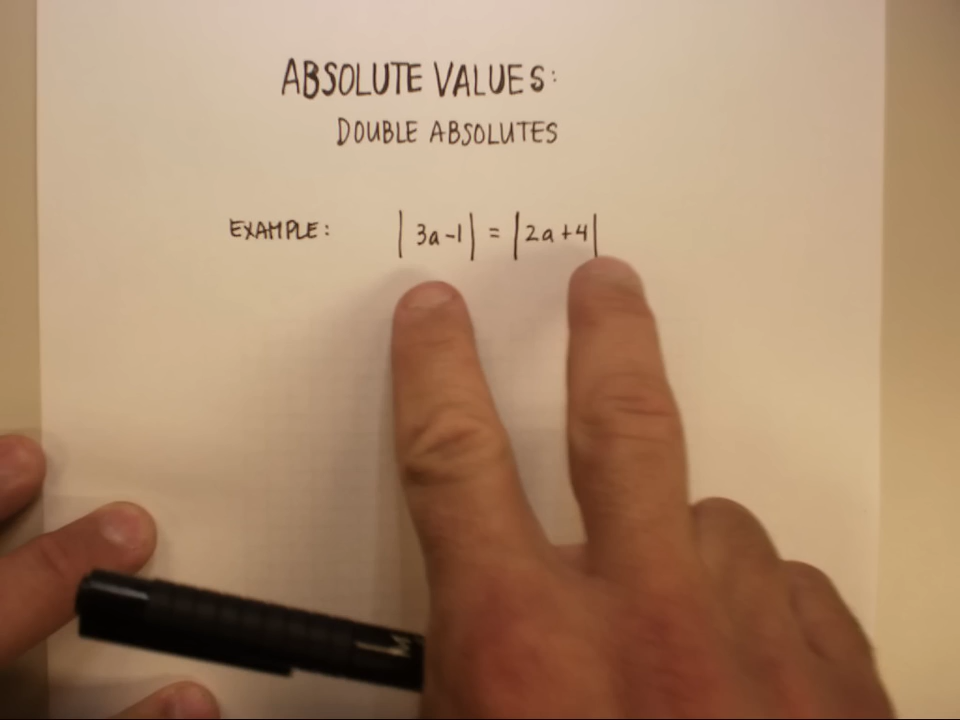 ABSOLUTE VALUES:
DOUBLE ABSOLUTES
EXAMPLE: |3a-1| = |2a+4|